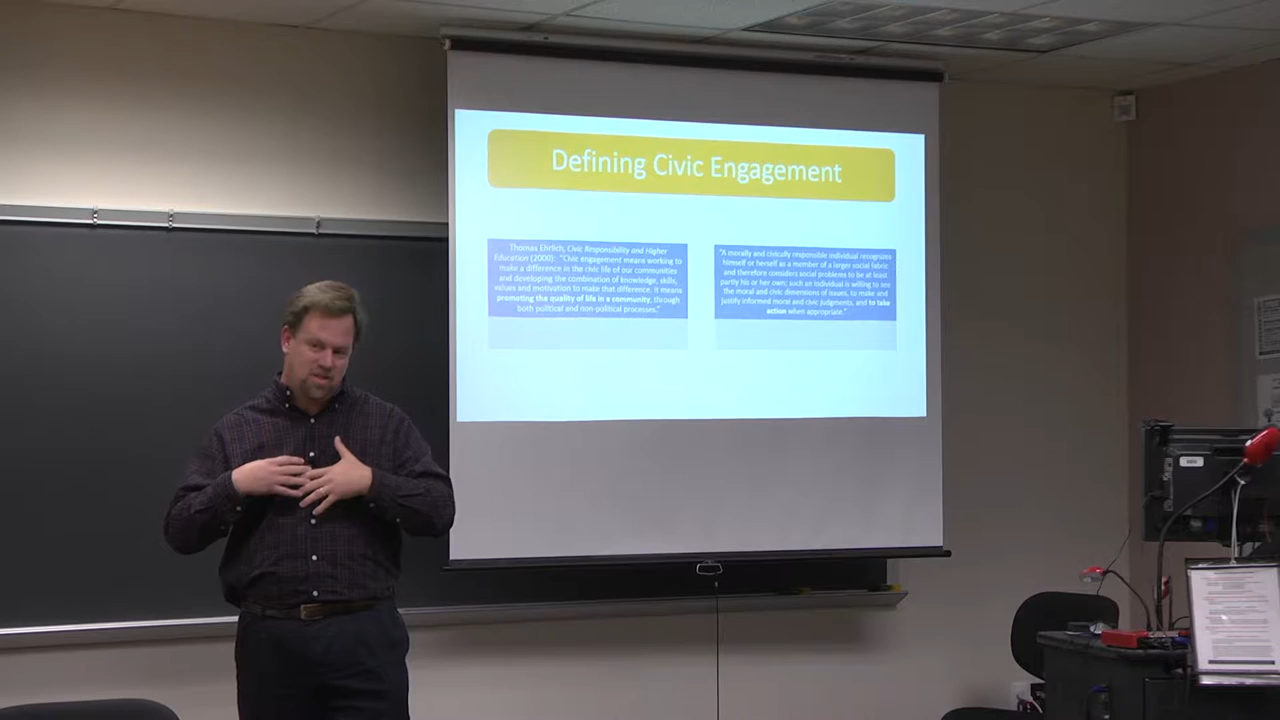 Defining Civic Engagement
Thomas Ehrlich, Civic Responsibility and Higher
Education (2000): "Civic engagement means working to
make a difference in the civic life of our communities
and developing the combination of knowledge, skills,
values and motivation to make that difference. It means
promoting the quality of life in a community, through
both political and non-political processes."
"A morally and civically responsible individual recognizes
himself or herself as a member of a larger social fabric
and therefore considers social problems to be at least
partly his or her own; such an individual is willing to see
the moral and civic dimensions of issues, to make and
justify informed moral and civic judgments, and to take
action when appropriate."